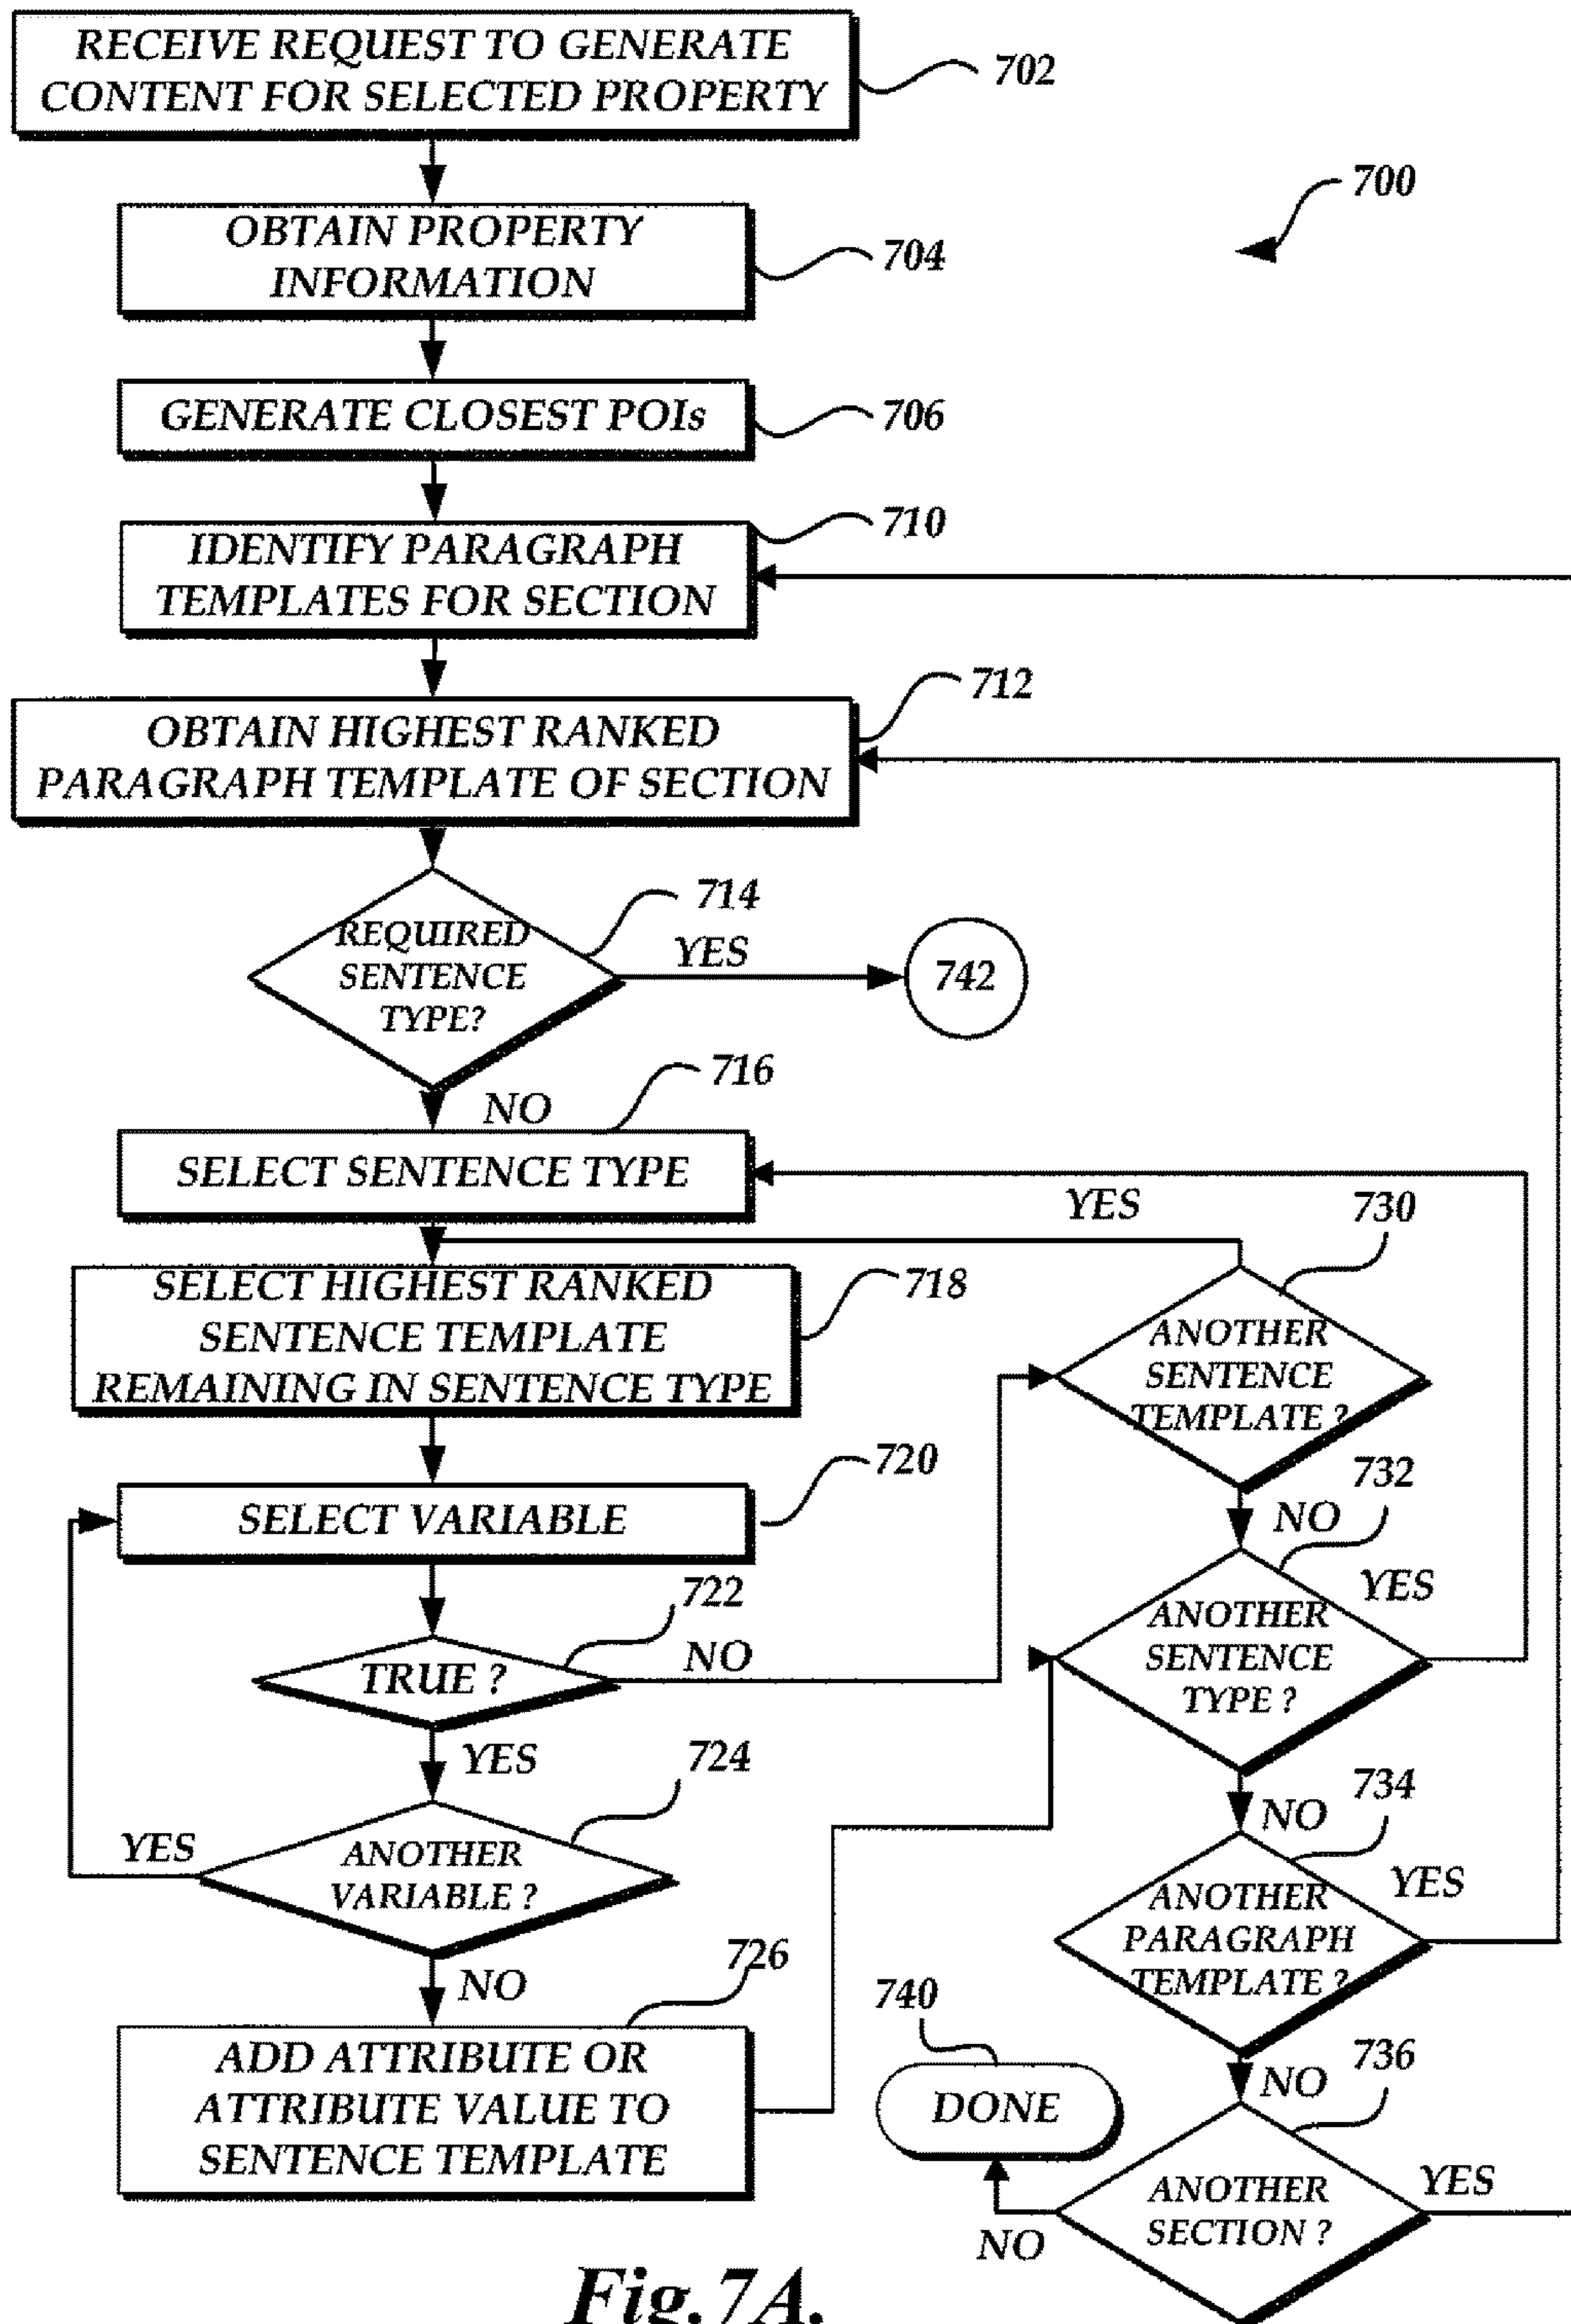 RECEIVE REQUEST TO GENERATE
CONTENT FOR SELECTED PROPERTY
702
700
OBTAIN PROPERTY
INFORMATION
704
GENERATE CLOSEST POIs
706
710
IDENTIFY PARAGRAPH
TEMPLATES FOR SECTION
712
OBTAIN HIGHEST RANKED
PARAGRAPH TEMPLATE OF SECTION
714
REQUIRED
SENTENCE
TYPE?
YES
742
716
NO
SELECT SENTENCE TYPE
YES
730
SELECT HIGHEST RANKED
SENTENCE TEMPLATE
REMAINING IN SENTENCE TYPE
718
ANOTHER
SENTENCE
TEMPLATE ?
720
732
SELECT VARIABLE
NO
722
YES
TRUE ?
NO
ANOTHER
SENTENCE
TYPE ?
YES
724
734
NO
YES
ANOTHER
VARIABLE ?
YES
ANOTHER
PARAGRAPH
TEMPLATE ?
726
NO
740
736
NO
ADD ATTRIBUTE OR
ATTRIBUTE VALUE TO
SENTENCE TEMPLATE
DONE
YES
ANOTHER
SECTION ?
NO
Fig.7A.